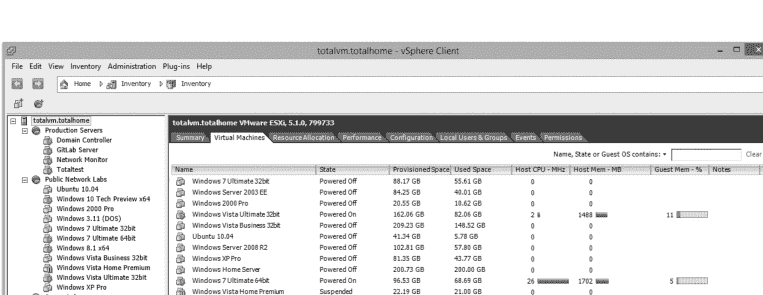 totalvm.totalhome - vSphere Client
File Edit View Inventory Administration Plug-ins Help
Home Inventory Inventory
totalvm.totalhome
Production Servers
Domain Controller
GitLab Server
Network Monitor
Totaltest
Public Network Labs
Ubuntu 10.04
Windows 10 Tech Preview x64
Windows 2000 Pro
Windows 3.11 (DOS)
Windows 7 Ultimate 32bit
Windows 7 Ultimate 64bit
Windows 8.1 x64
Windows Vista Business 32bit
Windows Vista Home Premium
Windows Vista Ultimate 32bit
Windows XP Pro
totalvm.totalhome VMware ESXi, 5.1.0, 799733
Summary Virtual Machines Resource Allocation Performance Configuration Local Users & Groups Events Permissions
Name, State or Guest OS contains: Clear
Name State Provisioned Space Used Space Host CPU - MHz Host Mem - MB Guest Mem - % Notes
Windows 7 Ultimate 32bit Powered Off 88.17 GB 55.61 GB 0 0
Windows Server 2003 EE Powered Off 84.25 GB 40.01 GB 0 0
Windows 2000 Pro Powered Off 20.55 GB 10.62 GB 0 0
Windows Vista Ultimate 32bit Powered On 162.06 GB 82.06 GB 2 1488 11
Windows Vista Business 32bit Powered Off 209.23 GB 148.52 GB 0 0
Ubuntu 10.04 Powered Off 41.34 GB 5.78 GB 0 0
Windows Server 2008 R2 Powered Off 102.81 GB 57.80 GB 0 0
Windows XP Pro Powered Off 81.35 GB 43.77 GB 0 0
Windows Home Server Powered Off 200.73 GB 200.00 GB 0 0
Windows 7 Ultimate 64bit Powered On 96.53 GB 68.69 GB 26 1702 5
Windows Vista Home Premium Suspended 22.19 GB 21.00 GB 0 0